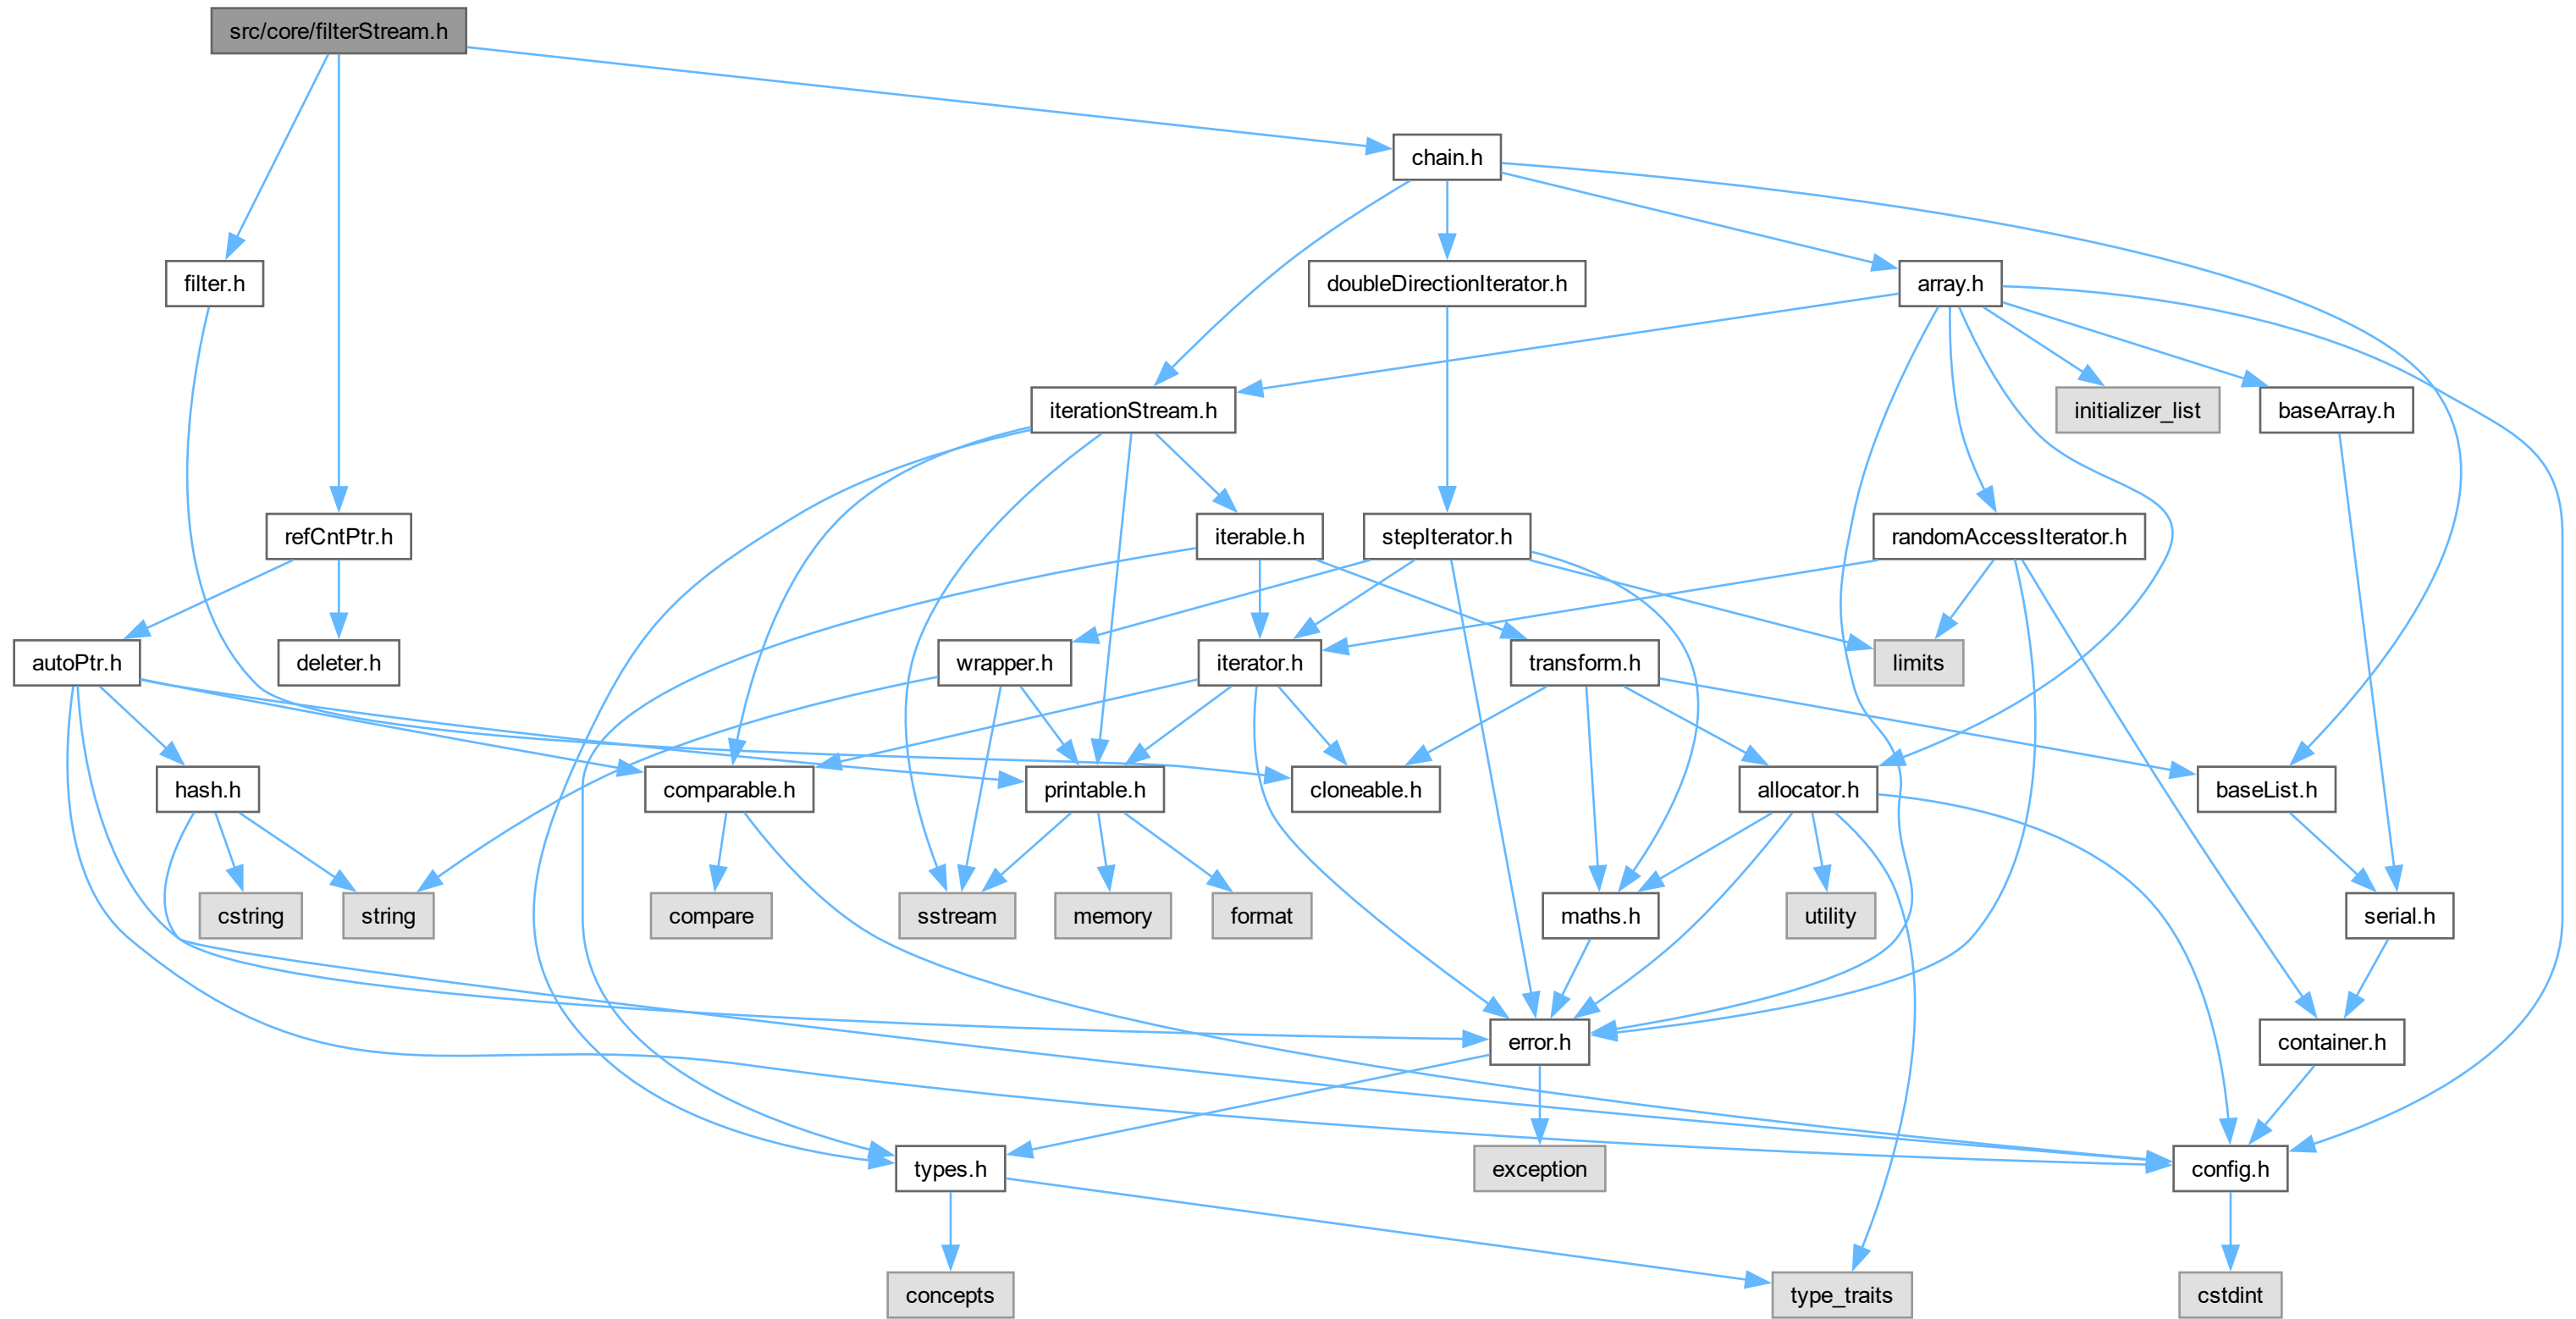 src/core/filterStream.h
chain.h
filter.h
doubleDirectionIterator.h
array.h
iterationStream.h
initializer_list
baseArray.h
refCntPtr.h
iterable.h
stepIterator.h
randomAccessIterator.h
autoPtr.h
deleter.h
wrapper.h
iterator.h
transform.h
limits
hash.h
comparable.h
printable.h
cloneable.h
allocator.h
baseList.h
cstring
string
compare
sstream
memory
format
maths.h
utility
serial.h
error.h
container.h
types.h
exception
config.h
concepts
type_traits
cstdint